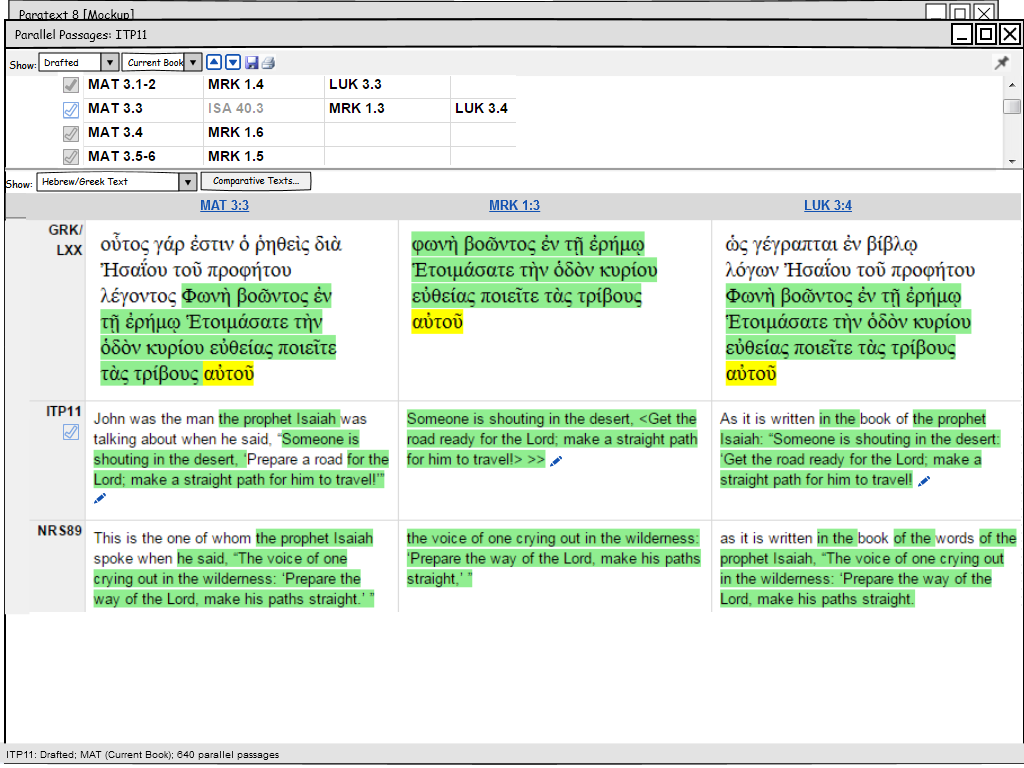 Paratext 8 [Mockup]
Parallel Passages: ITP11
Show: Drafted Current Book
MAT 3.1-2 MRK 1.4 LUK 3.3
MAT 3.3 ISA 40.3 MRK 1.3 LUK 3.4
MAT 3.4 MRK 1.6
MAT 3.5-6 MRK 1.5
Show: Hebrew/Greek Text Comparative Texts...
MAT 3:3 MRK 1:3 LUK 3:4
GRK/
LXX
οὗτος γάρ ἐστιν ὁ ῥηθεὶς διὰ
Ἠσαΐου τοῦ προφήτου
λέγοντος Φωνὴ βοῶντος ἐν
τῇ ἐρήμῳ Ἑτοιμάσατε τὴν
ὁδὸν κυρίου εὐθείας ποιεῖτε
τὰς τρίβους αὐτοῦ
φωνὴ βοῶντος ἐν τῇ ἐρήμῳ
Ἑτοιμάσατε τὴν ὁδὸν κυρίου
εὐθείας ποιεῖτε τὰς τρίβους
αὐτοῦ
ὡς γέγραπται ἐν βίβλῳ
λόγων Ἠσαΐου τοῦ προφήτου
Φωνὴ βοῶντος ἐν τῇ ἐρήμῳ
Ἑτοιμάσατε τὴν ὁδὸν κυρίου
εὐθείας ποιεῖτε τὰς τρίβους
αὐτοῦ
ITP11
John was the man the prophet Isaiah was
talking about when he said, “Someone is
shouting in the desert, ‘Prepare a road for the
Lord; make a straight path for him to travel!’”
Someone is shouting in the desert, <Get the
road ready for the Lord; make a straight path
for him to travel!> >>
As it is written in the book of the prophet
Isaiah: “Someone is shouting in the desert:
‘Get the road ready for the Lord; make a
straight path for him to travel!
NRS89
This is the one of whom the prophet Isaiah
spoke when he said, “The voice of one
crying out in the wilderness: ‘Prepare the
way of the Lord, make his paths straight.’ ”
the voice of one crying out in the wilderness:
‘Prepare the way of the Lord, make his paths
straight,’ ”
as it is written in the book of the words of the
prophet Isaiah, “The voice of one crying out
in the wilderness: ‘Prepare the way of the
Lord, make his paths straight.
ITP11: Drafted; MAT (Current Book); 640 parallel passages